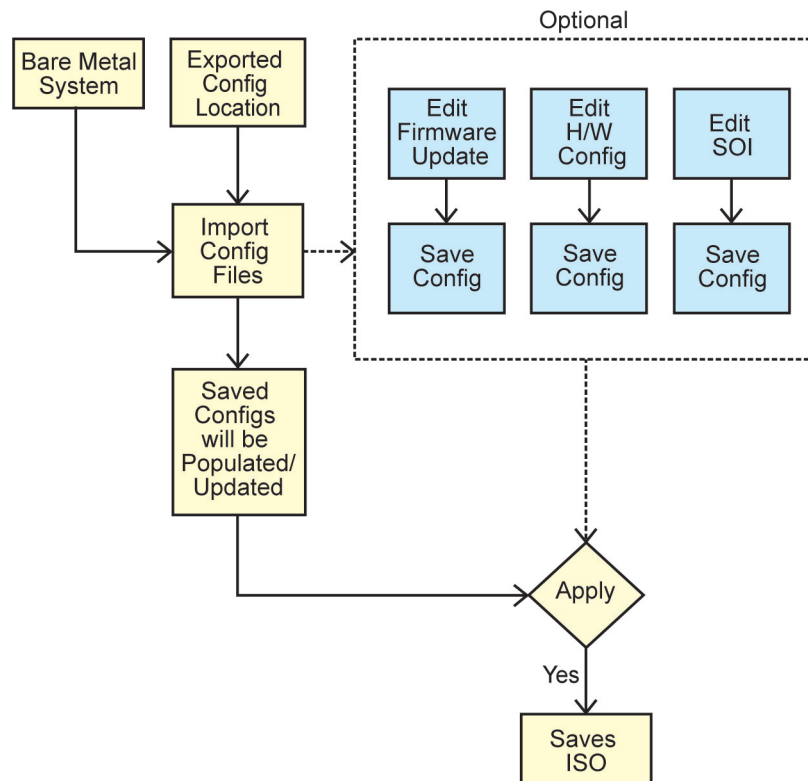 Optional
Bare Metal
System
Exported
Config
Location
Edit
Firmware
Update
Edit
H/W
Config
Edit
SOI
Import
Config
Files
Save
Config
Save
Config
Save
Config
Saved
Configs
will be
Populated/
Updated
Apply
Yes
Saves
ISO